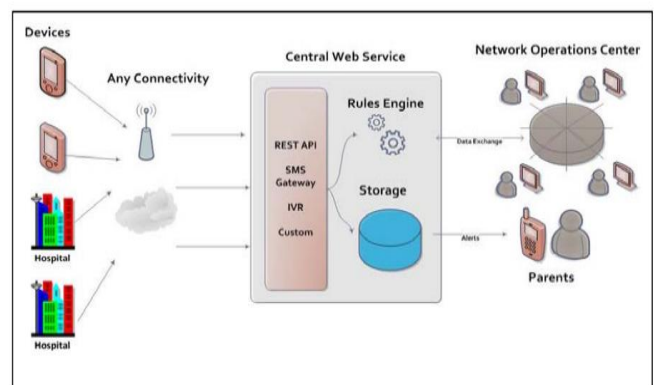 Devices
Any Connectivity
Hospital
Hospital
Central Web Service
REST API
SMS
Gateway
IVR
Custom
Rules Engine
Storage
Data Exchange
Alerts
Network Operations Center
Parents